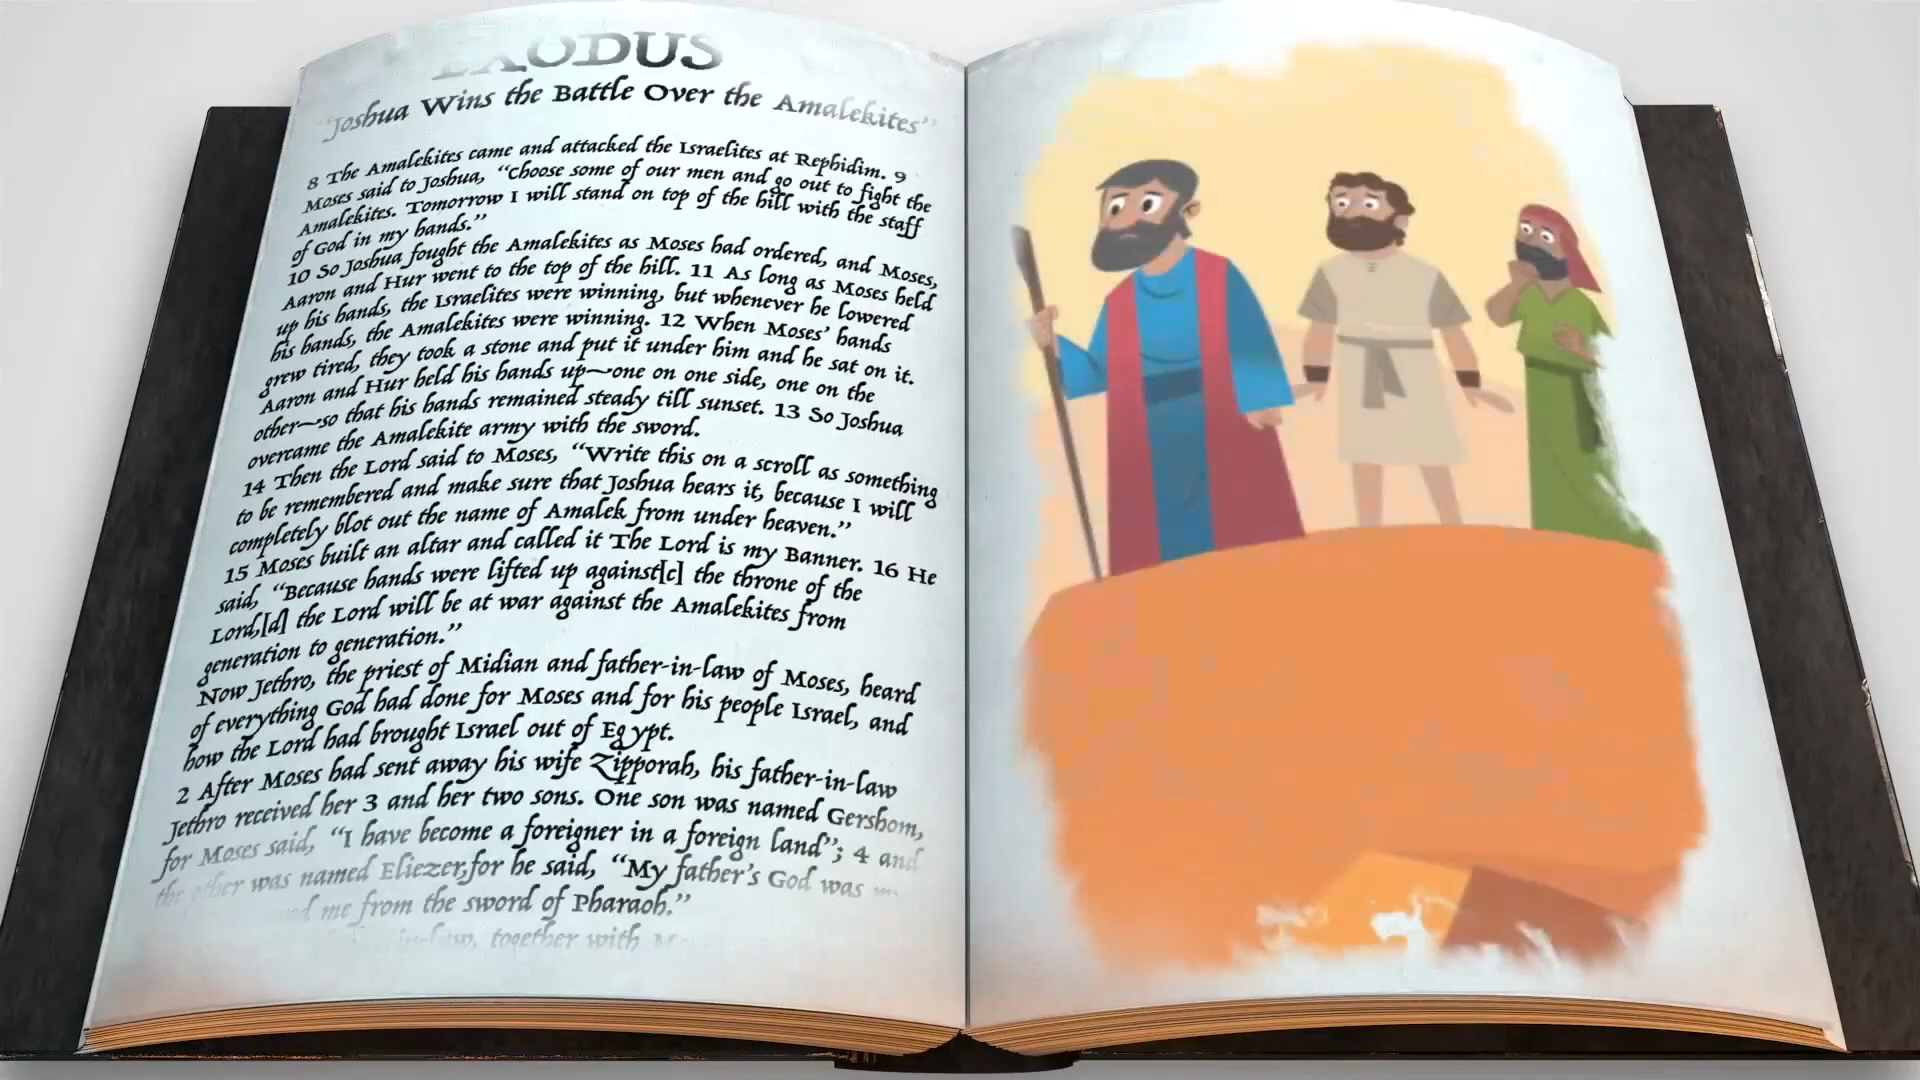 EXODUS
"Joshua Wins the Battle Over the Amalekites"
8 The Amalekites came and attacked the Israelites at Rephidim. 9
Moses said to Joshua, "Choose some of our men and go out to fight the
Amalekites. Tomorrow I will stand on top of the hill with the staff
of God in my hands."
10 So Joshua fought the Amalekites as Moses had ordered, and Moses,
Aaron and Hur went to the top of the hill. 11 As long as Moses held
up his hands, the Israelites were winning, but whenever he lowered
his hands, the Amalekites were winning. 12 When Moses' hands
grew tired, they took a stone and put it under him and he sat on it.
Aaron and Hur held his hands up—one on one side, one on the
other—so that his hands remained steady till sunset. 13 So Joshua
overcame the Amalekite army with the sword.
14 Then the Lord said to Moses, "Write this on a scroll as something
to be remembered and make sure that Joshua hears it, because I will
completely blot out the name of Amalek from under heaven."
15 Moses built an altar and called it The Lord is my Banner. 16 He
said, "Because hands were lifted up against[c] the throne of the
Lord,[d] the Lord will be at war against the Amalekites from
generation to generation."
Now Jethro, the priest of Midian and father-in-law of Moses, heard
of everything God had done for Moses and for his people Israel, and
how the Lord had brought Israel out of Egypt.
2 After Moses had sent away his wife Zipporah, his father-in-law
Jethro received her 3 and her two sons. One son was named Gershom,
for Moses said, "I have become a foreigner in a foreign land"; 4 and
the other was named Eliezer,for he said, "My father's God was
me from the sword of Pharaoh."
together with